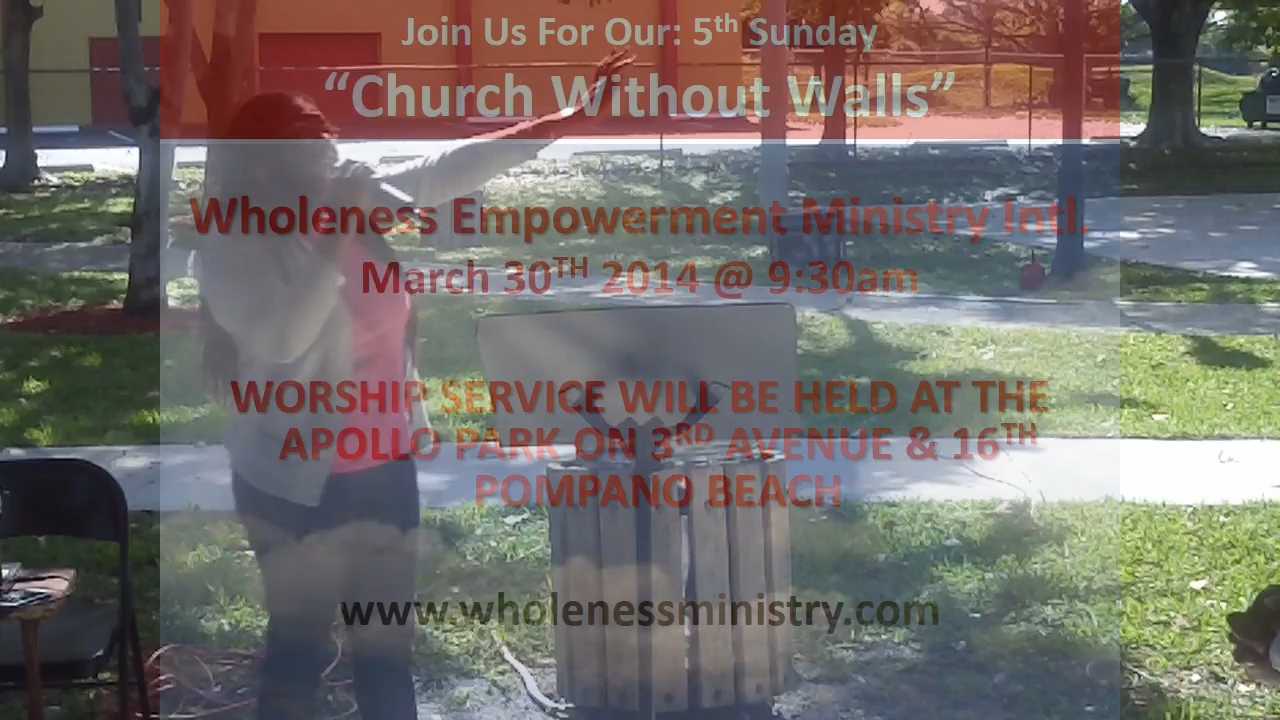 Join Us For Our: 5th Sunday
“Church Without Walls”
Wholeness Empowerment Ministry Intl.
March 30TH 2014 @ 9:30am
WORSHIP SERVICE WILL BE HELD AT THE
APOLLO PARK ON 3RD AVENUE & 16TH
POMPANO BEACH
www.wholenessministry.com